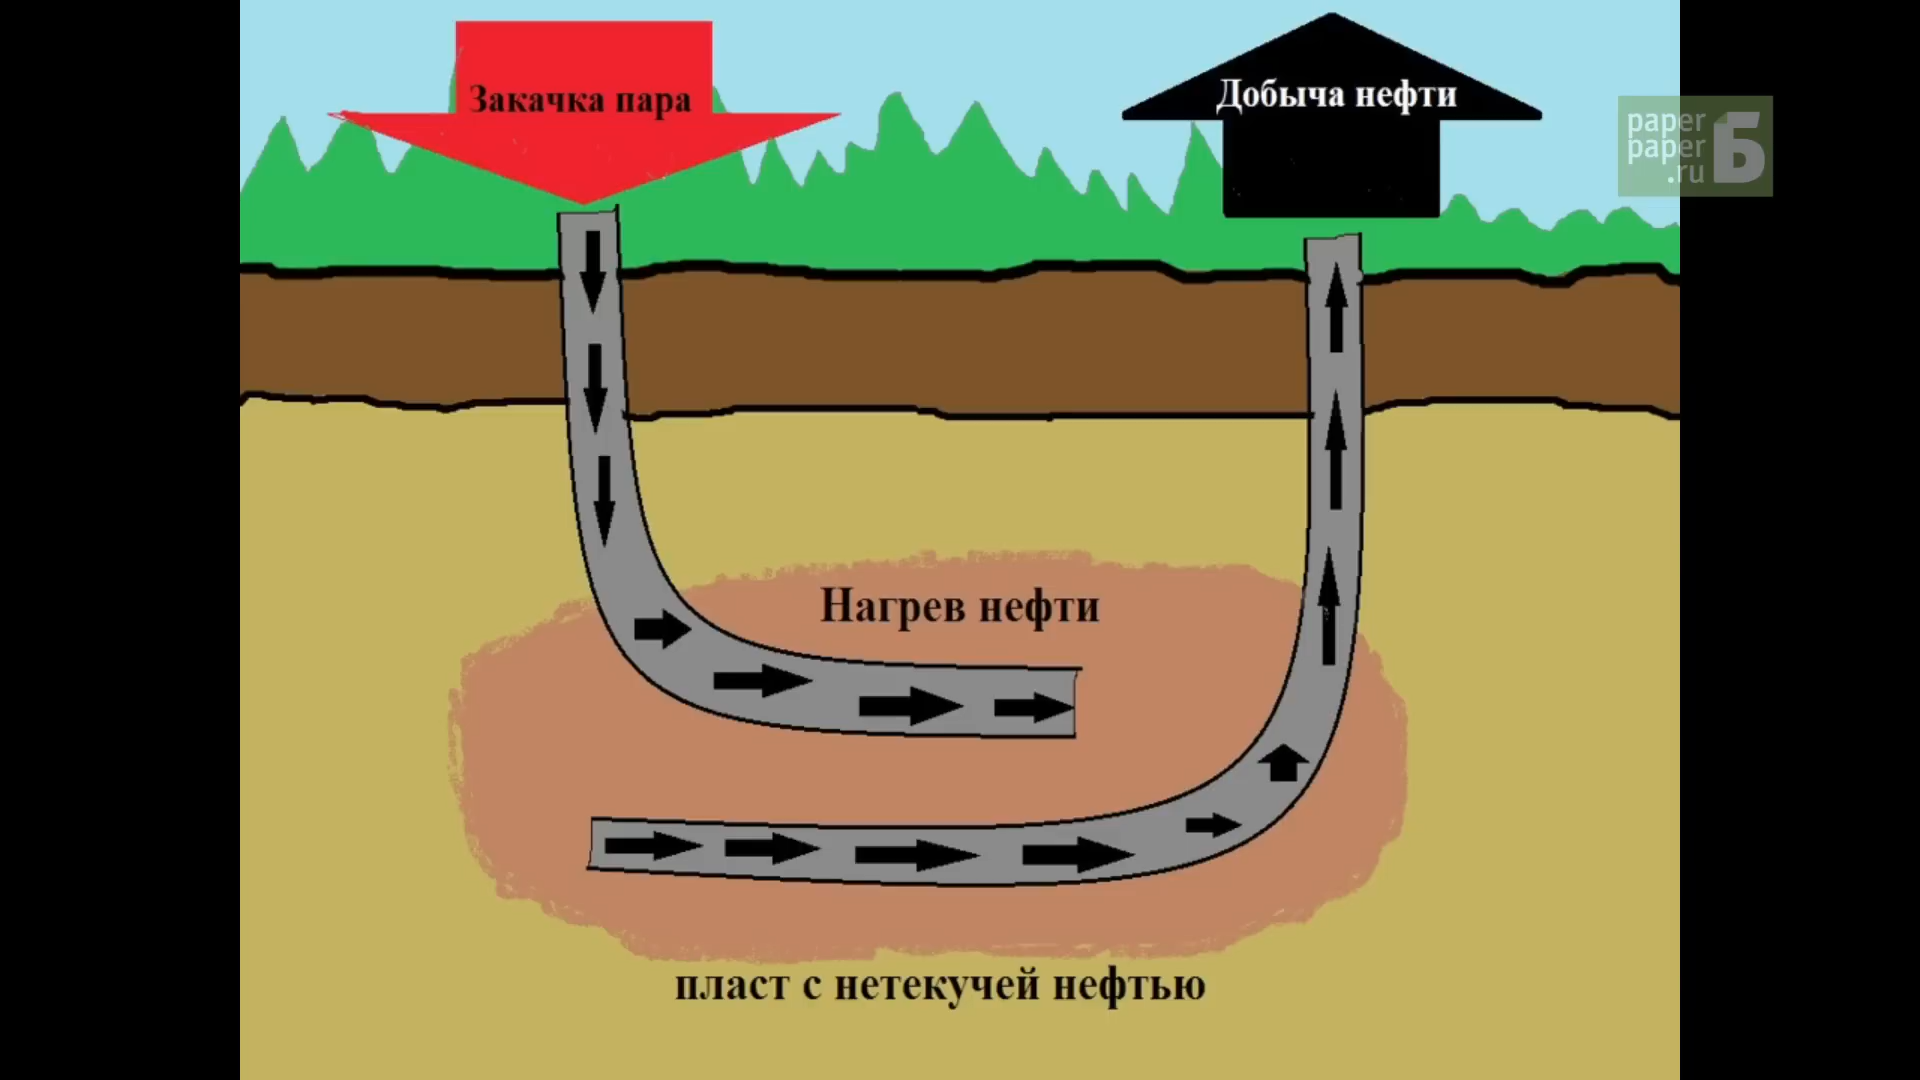 Закачка пара
Добыча нефти
paper
paper
.ru
Б
Нагрев нефти
пласт с нетекучей нефтью